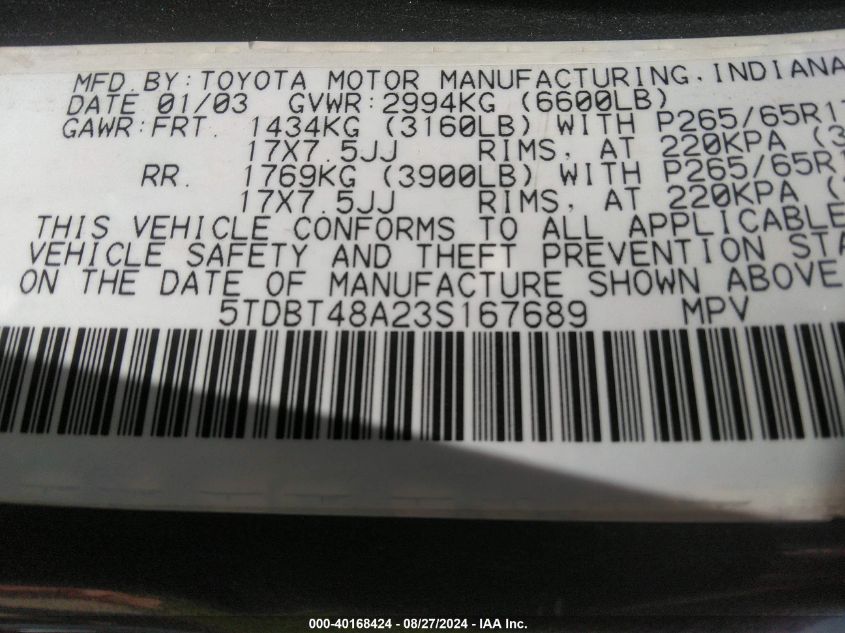 MFD.BY:TOYOTA MOTOR MANUFACTURING.INDIANA
DATE 01/03 GVWR:2994KG (6600LB)
GAWR:FRT. 1434KG (3160LB) WITH P265/65R17
17X7.5JJ RIMS, AT 220KPA (3
RR. 1769KG (3900LB) WITH P265/65R1
17X7.5JJ RIMS, AT 220KPA (
THIS VEHICLE CONFORMS TO ALL APPLICABLE
VEHICLE SAFETY AND THEFT PREVENTION STA
ON THE DATE OF MANUFACTURE SHOWN ABOVE
5TDBT48A23S167689 MPV
000-40168424 - 08/27/2024 - IAA Inc.